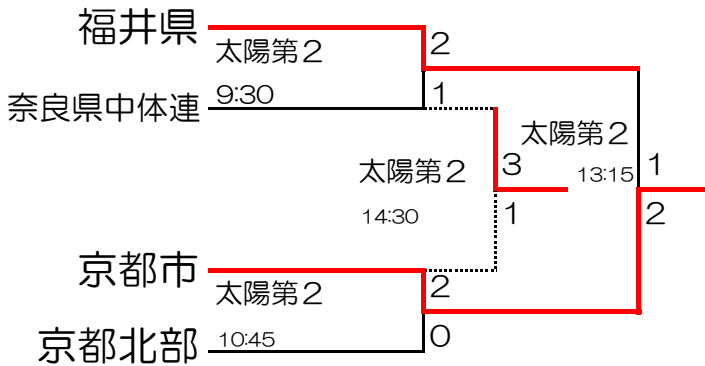 福井県
太陽第2
2
9:30
1
奈良県中体連
太陽第2
3
13:15
1
太陽第2
14:30
1
2
京都市
太陽第2
2
10:45
0
京都北部